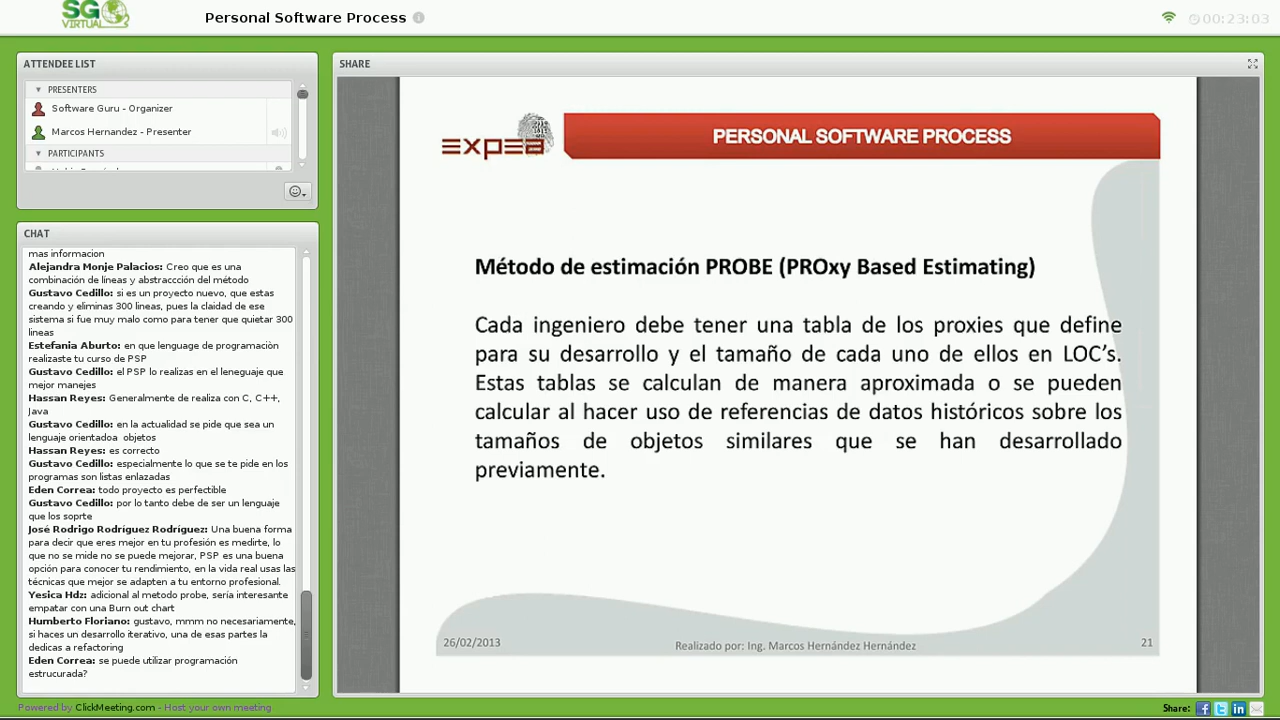 SG
VIRTUAL
Personal Software Process
00:23:03
ATTENDEE LIST
PRESENTERS
Software Guru - Organizer
Marcos Hernandez - Presenter
PARTICIPANTS
CHAT
mas informacion
Alejandra Monje Palacios: Creo que es una
combinación de líneas y abstraccción del método
Gustavo Cedillo: si es un proyecto nuevo, que estas
creando y eliminas 300 lineas, pues la claidad de ese
sistema si fue muy malo como para tener que quietar 300
lineas
Estefania Aburto: en que lenguage de programaciòn
realizaste tu curso de PSP
Gustavo Cedillo: el PSP lo realizas en el leneguaje que
mejor manejes
Hassan Reyes: Generalmente de realiza con C, C++,
Java
Gustavo Cedillo: en la actualidad se pide que sea un
lenguaje orientadoa  objetos
Hassan Reyes: es correcto
Gustavo Cedillo: especialmente lo que se te pide en los
programas son listas enlazadas
Eden Correa: todo proyecto es perfectible
Gustavo Cedillo: por lo tanto debe de ser un lenguaje
que los soprte
José Rodrigo Rodríguez Rodríguez: Una buena forma
para decir que eres mejor en tu profesión es medirte, lo
que no se mide no se puede mejorar, PSP es una buena
opción para conocer tu rendimiento, en la vida real usas las
técnicas que mejor se adapten a tu entorno profesional.
Yesica Hdz: adicional al metodo probe, sería interesante
empatar con una Burn out chart
Humberto Floriano: gustavo, mmm no necesariamente,
si haces un desarrollo iterativo, una de esas partes la
dedicas a refactoring
Eden Correa: se puede utilizar programación
estrucurada?
SHARE
EXPEA
PERSONAL SOFTWARE PROCESS
Método de estimación PROBE (PROxy Based Estimating)
Cada ingeniero debe tener una tabla de los proxies que define
para su desarrollo y el tamaño de cada uno de ellos en LOC's.
Estas tablas se calculan de manera aproximada o se pueden
calcular al hacer uso de referencias de datos históricos sobre los
tamaños de objetos similares que se han desarrollado
previamente.
26/02/2013
Realizado por: Ing. Marcos Hernández Hernández
21
Powered by ClickMeeting.com - Host your own meeting
Share: